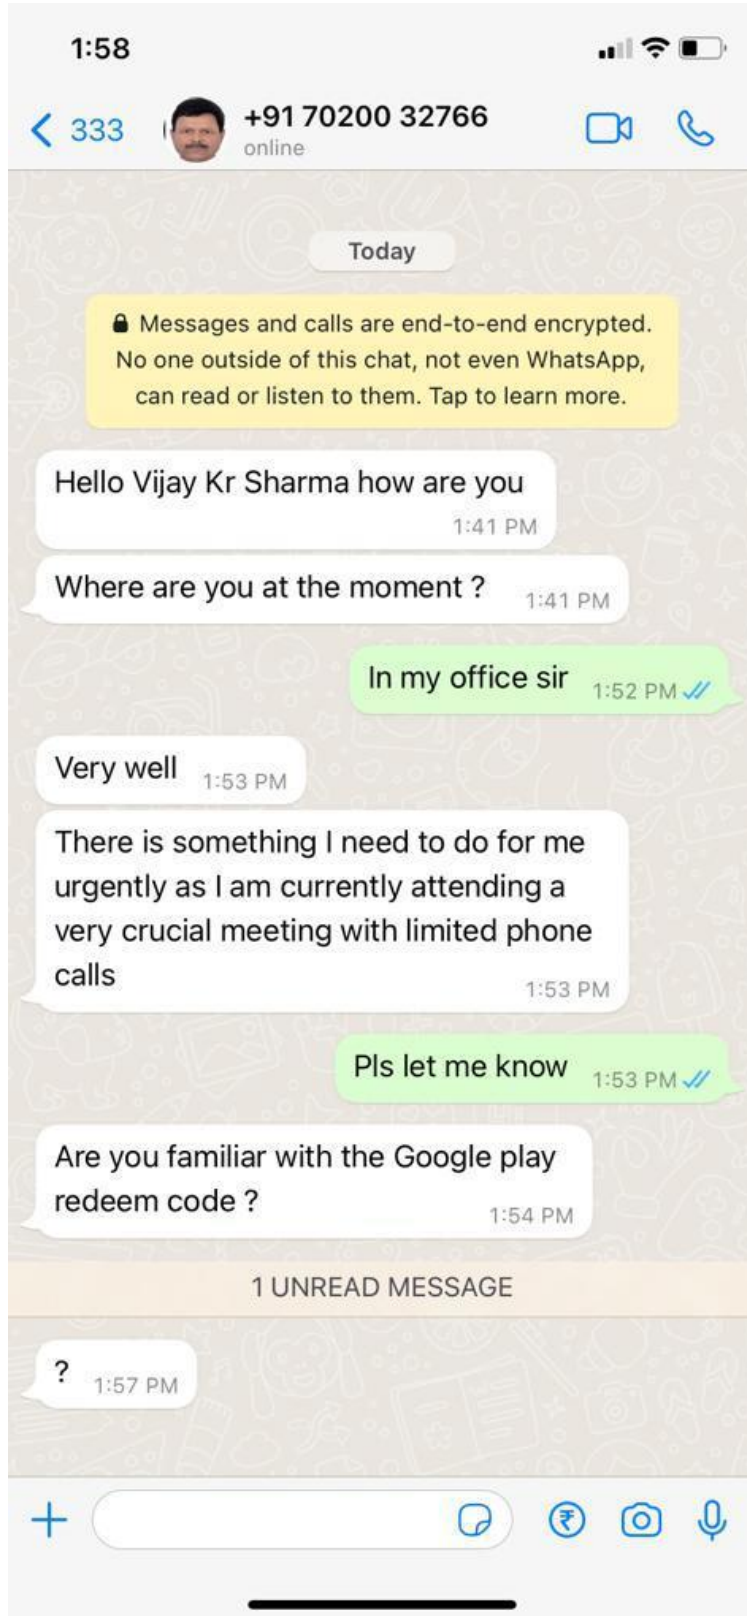 1:58
333
+91 70200 32766
online
Today
Messages and calls are end-to-end encrypted.
No one outside of this chat, not even WhatsApp,
can read or listen to them. Tap to learn more.
Hello Vijay Kr Sharma how are you
1:41 PM
Where are you at the moment ?
1:41 PM
In my office sir
1:52 PM
Very well
1:53 PM
There is something I need to do for me
urgently as I am currently attending a
very crucial meeting with limited phone
calls
1:53 PM
Pls let me know
1:53 PM
Are you familiar with the Google play
redeem code ?
1:54 PM
1 UNREAD MESSAGE
?
1:57 PM
₹